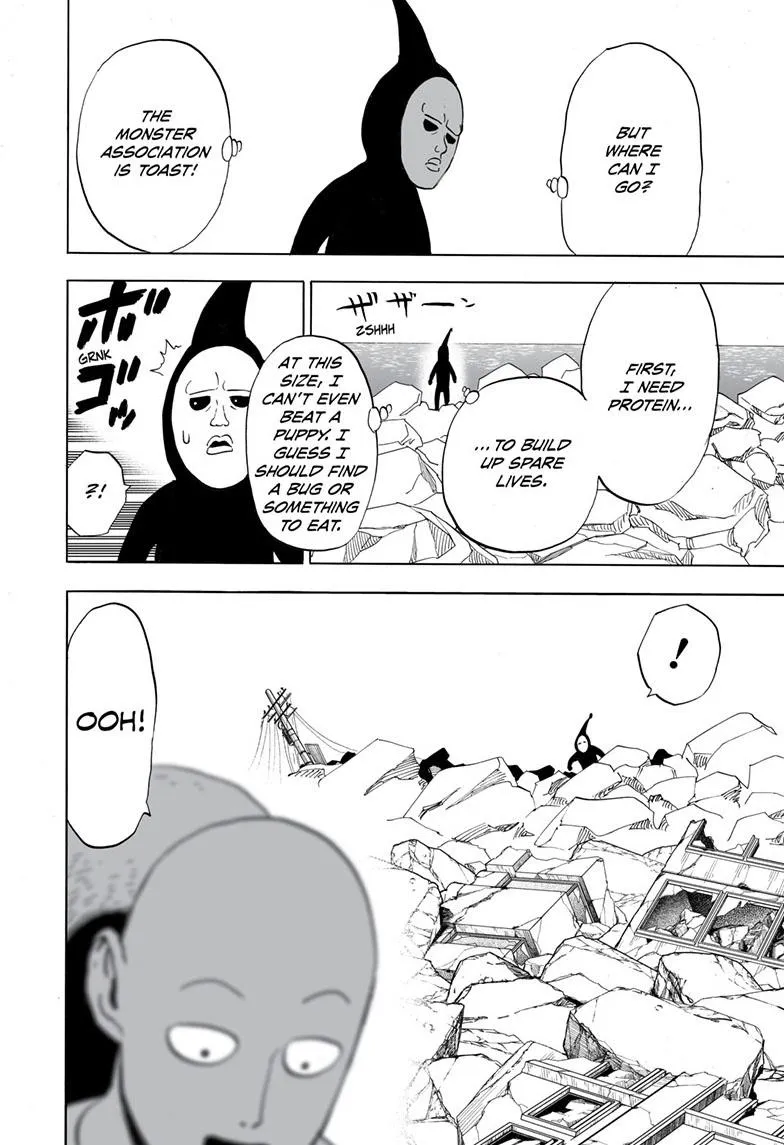 BUT
WHERE
CAN I
GO?
THE
MONSTER
ASSOCIATION
IS TOAST!
ザザーン
ZSHHH
FIRST,
I NEED
PROTEIN...
...TO BUILD
UP SPARE
LIVES.
AT THIS
SIZE, I
CAN'T EVEN
BEAT A
PUPPY. I
GUESS I
SHOULD FIND
A BUG OR
SOMETHING
TO EAT.
ボゴッ
GRNK
?!
!
OOH!